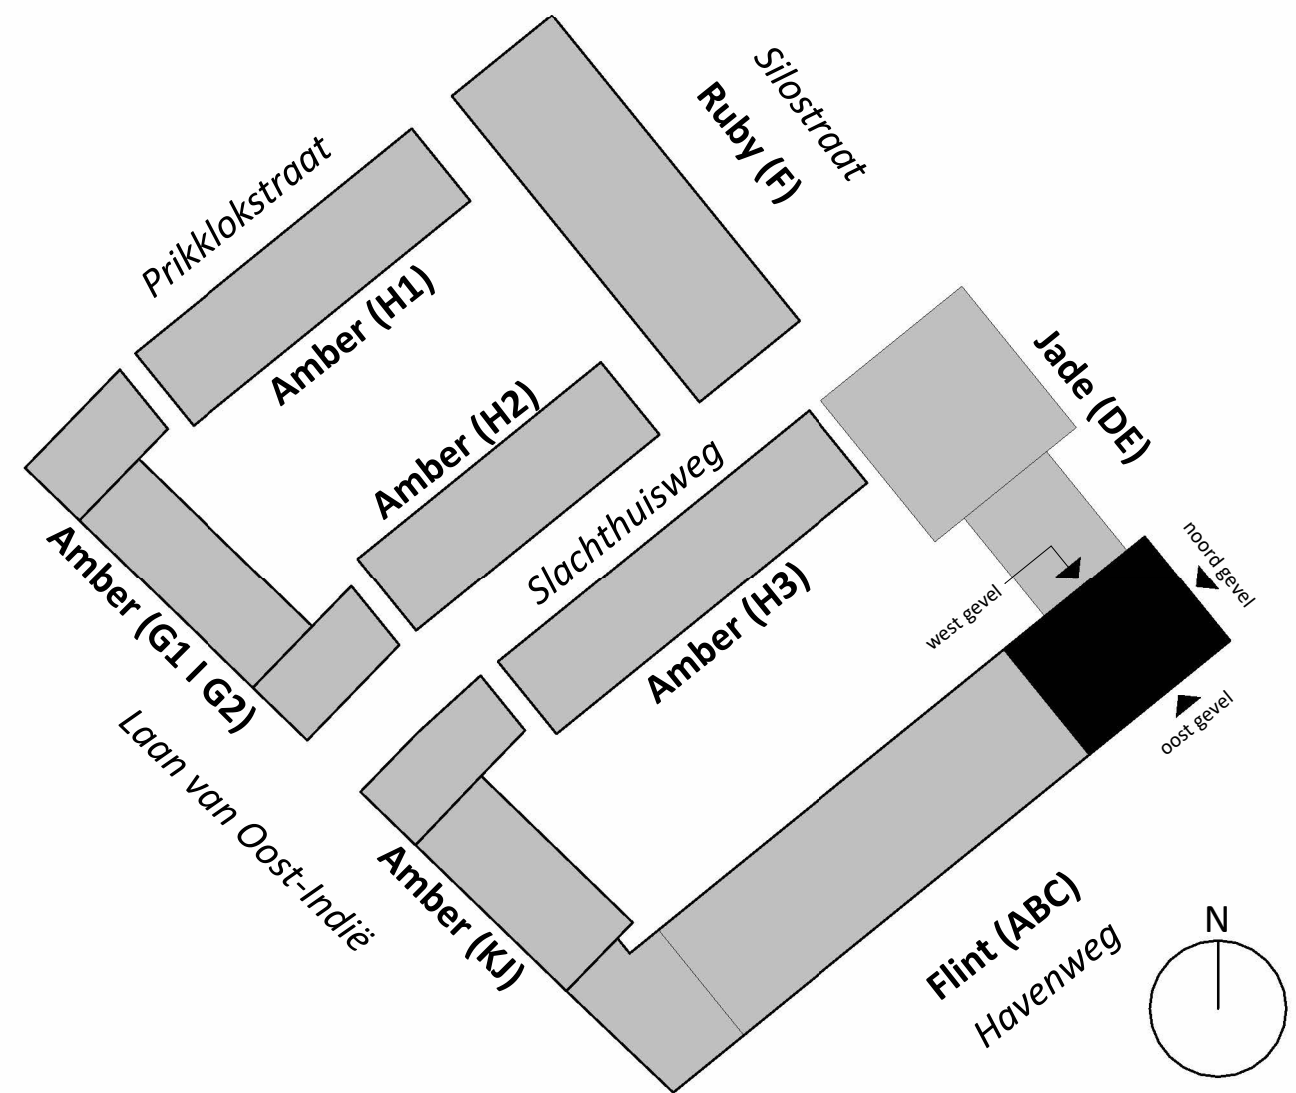 Silostraat
Ruby (F)
Prikklokstraat
Amber (H1)
Jade (DE)
Amber (H2)
Slachthuisweg
noord gevel
west gevel
Amber (H3)
Amber (G1 I G2)
oost gevel
Laan van Oost-Indië
Amber (KJ)
Flint (ABC)
Havenweg
N